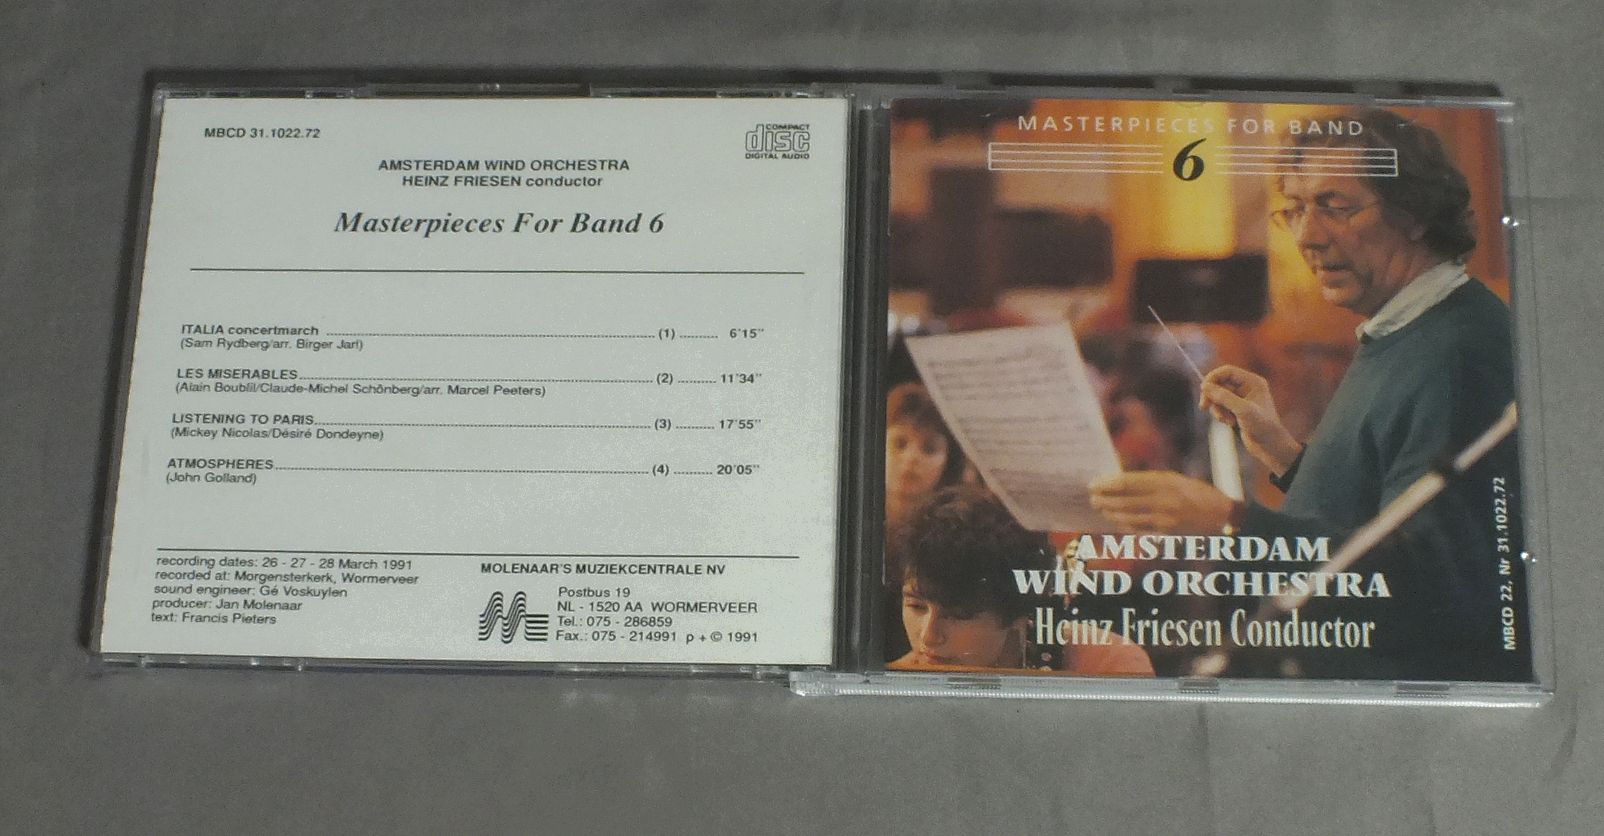 MBCD 31.1022.72
COMPACT
disc
DIGITAL AUDIO
AMSTERDAM WIND ORCHESTRA
HEINZ FRIESEN conductor
Masterpieces For Band 6
ITALIA concertmarch (1) 6'15"
(Sam Rydberg/arr. Birger Jarl)
LES MISERABLES (2) 11'34"
(Alain Boublil/Claude-Michel Schönberg/arr. Marcel Peeters)
LISTENING TO PARIS (3) 17'55"
(Mickey Nicolas/Désiré Dondeyne)
ATMOSPHERES (4) 20'05"
(John Golland)
recording dates: 26 - 27 - 28 March 1991
recorded at: Morgensterkerk, Wormerveer
sound engineer: Gé Voskuylen
producer: Jan Molenaar
text: Francis Pieters
MOLENAAR'S MUZIEKCENTRALE NV
Postbus 19
NL - 1520 AA WORMERVEER
Tel.: 075 - 286859
Fax.: 075 - 214991 p + © 1991
MASTERPIECES FOR BAND
6
AMSTERDAM
WIND ORCHESTRA
Heinz Friesen Conductor
MBCD 22, Nr 31.1022.72